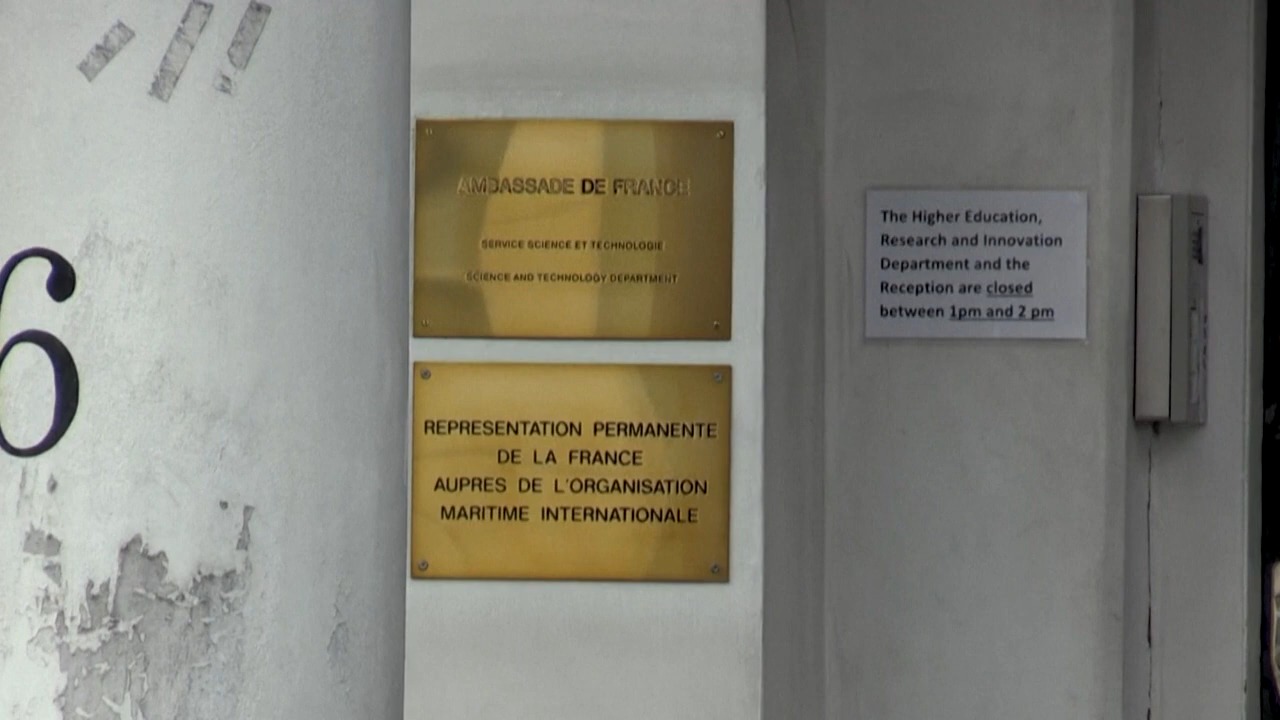 6
AMBASSADE DE FRANCE
SERVICE SCIENCE ET TECHNOLOGIE
SCIENCE AND TECHNOLOGY DEPARTMENT
REPRESENTATION PERMANENTE
DE LA FRANCE
AUPRES DE L'ORGANISATION
MARITIME INTERNATIONALE
The Higher Education,
Research and Innovation
Department and the
Reception are closed
between 1pm and 2 pm